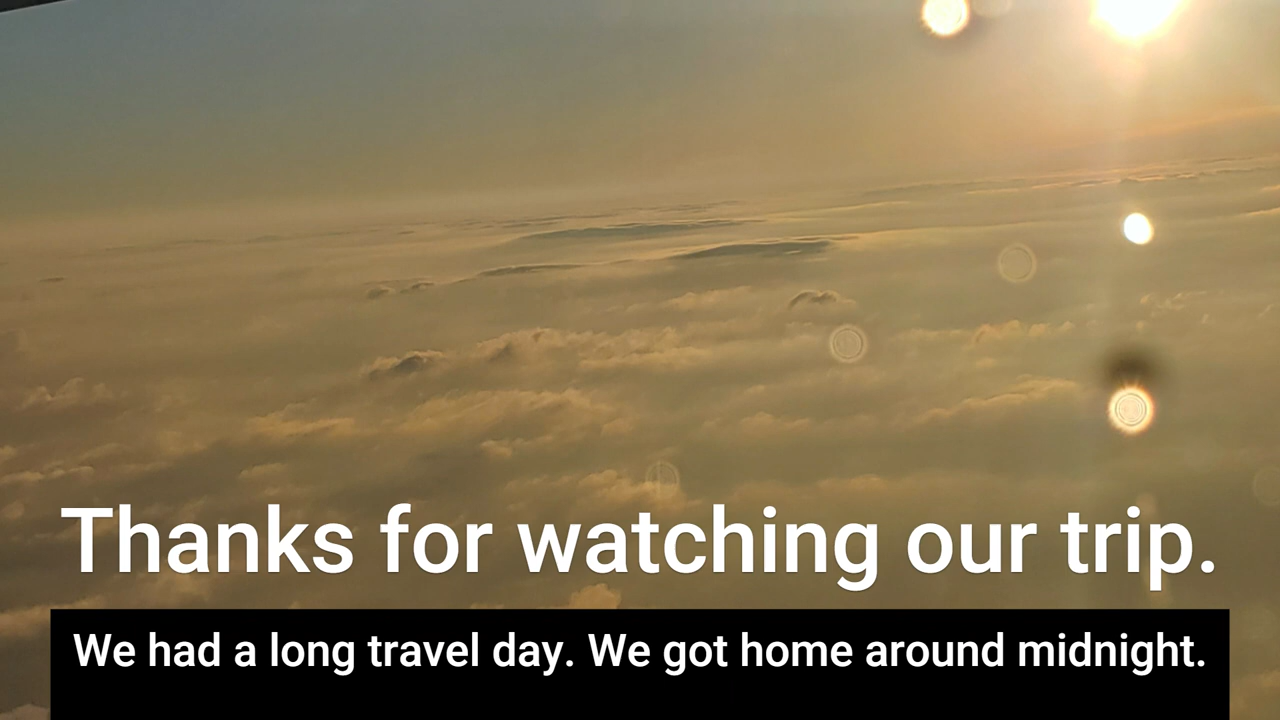 Thanks for watching our trip.
We had a long travel day. We got home around midnight.